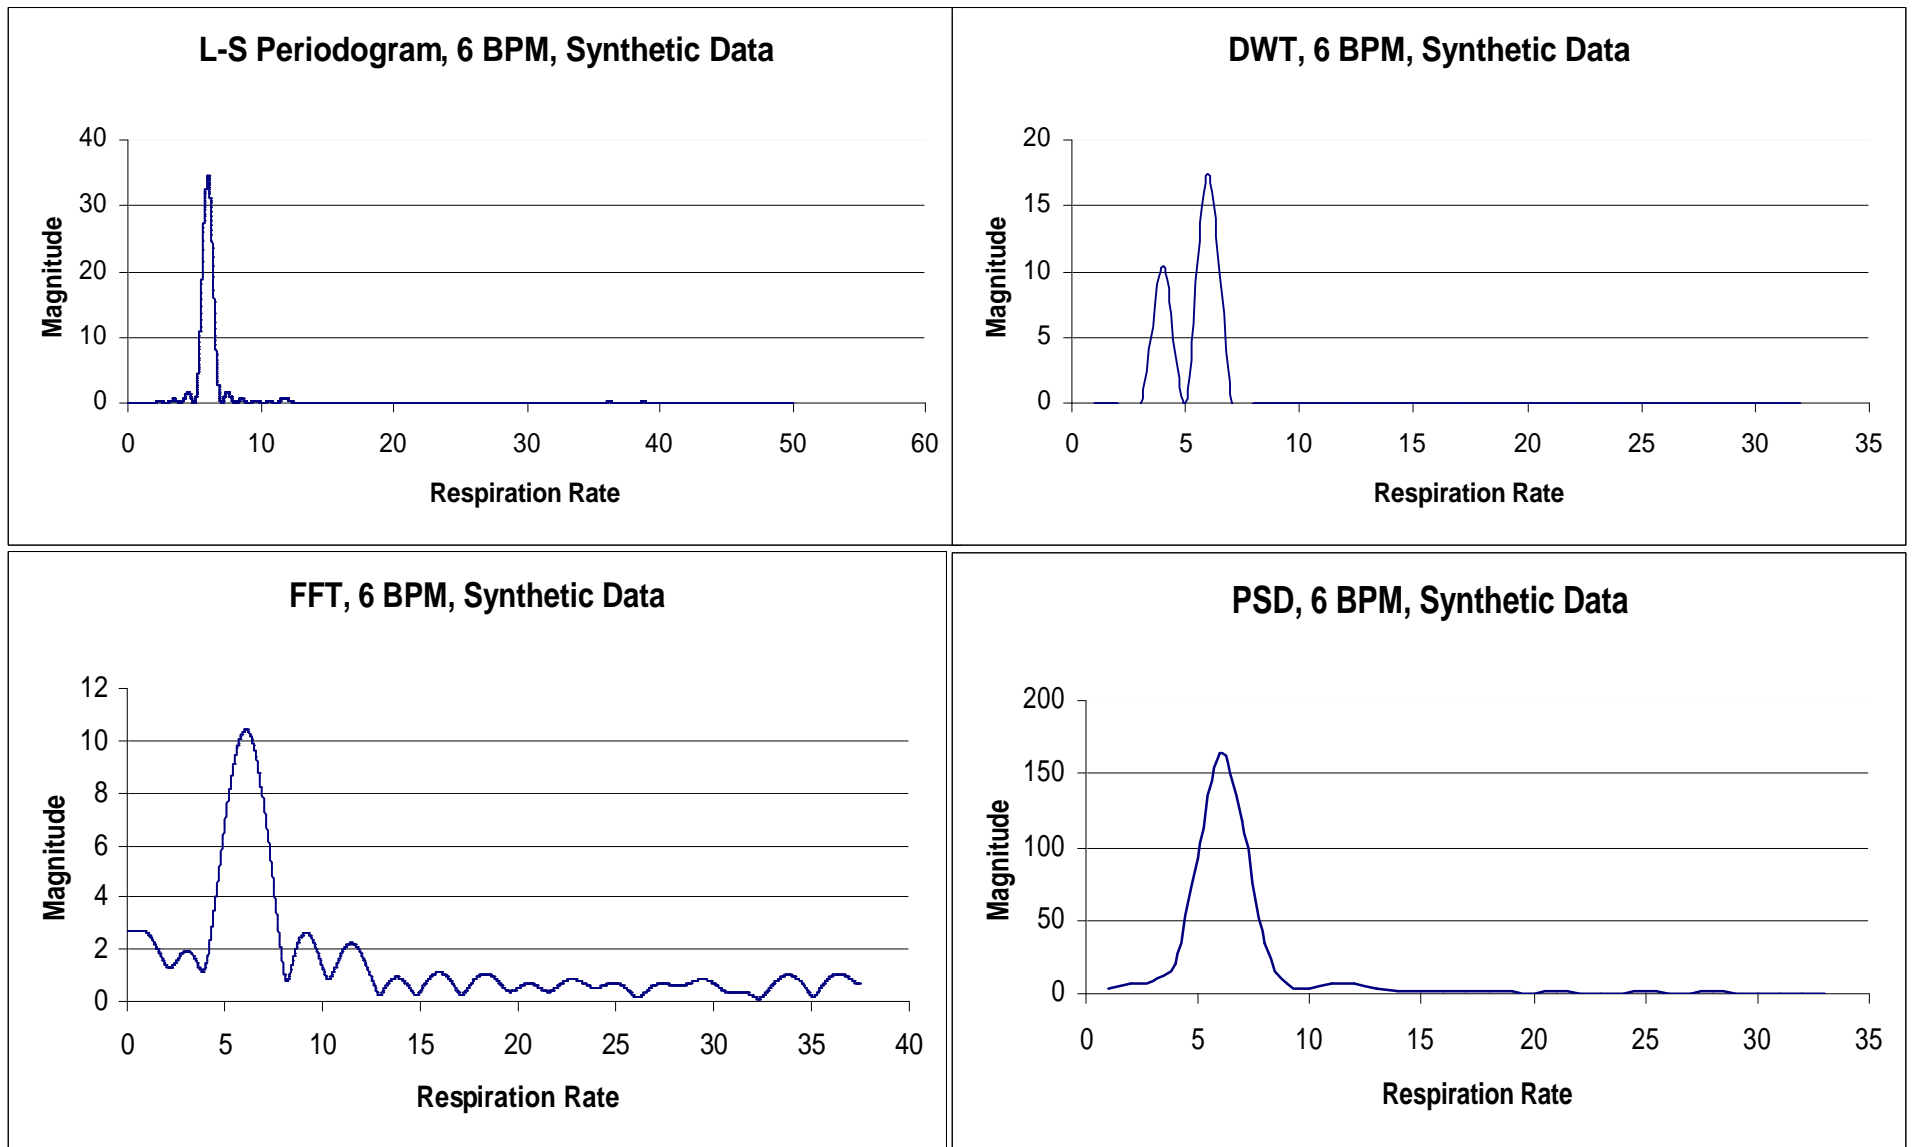 L-S Periodogram, 6 BPM, Synthetic Data
40
30
20
10
0
Magnitude
0 10 20 30 40 50 60
Respiration Rate
DWT, 6 BPM, Synthetic Data
20
15
10
5
0
Magnitude
0 5 10 15 20 25 30 35
Respiration Rate
FFT, 6 BPM, Synthetic Data
12
10
8
6
4
2
0
Magnitude
0 5 10 15 20 25 30 35 40
Respiration Rate
PSD, 6 BPM, Synthetic Data
200
150
100
50
0
Magnitude
0 5 10 15 20 25 30 35
Respiration Rate